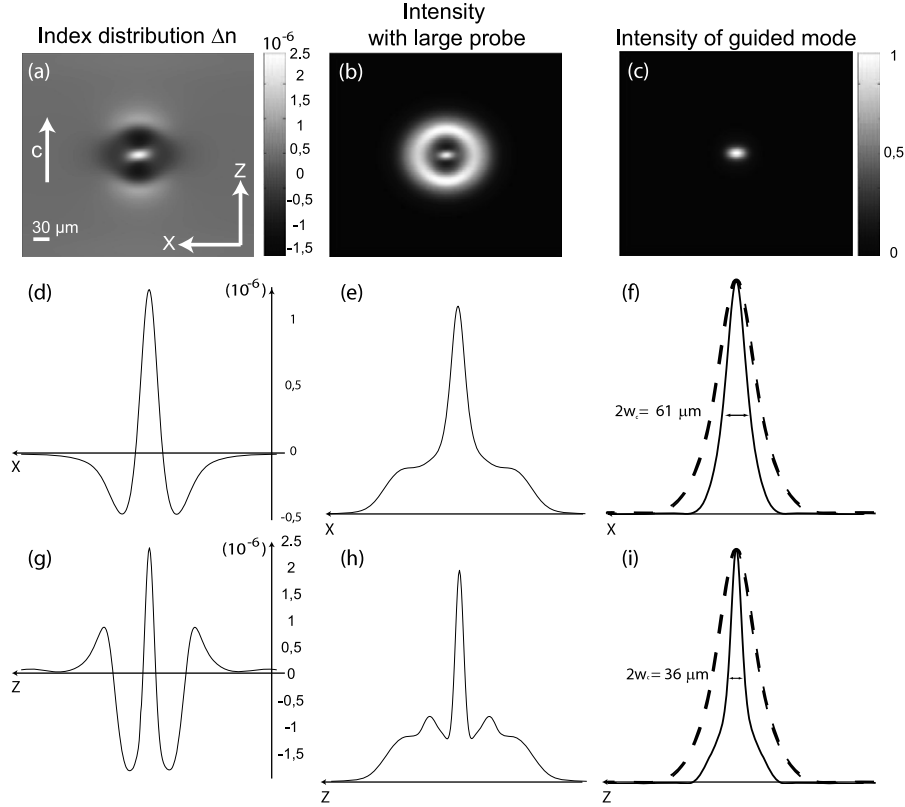 Index distribution Δn
Intensity
with large probe
Intensity of guided mode
(a)
c
30 μm
Z
X
10⁻⁶
2.5
2
1,5
1
0,5
0
-0,5
-1
-1,5
(b)
(c)
1
0,5
0
(d)
(10⁻⁶)
1
0,5
0
-0,5
X
(e)
X
(f)
2w꜀= 61 μm
X
(g)
(10⁻⁶)
2.5
2
1,5
1
0,5
0
-0,5
-1
-1,5
Z
(h)
Z
(i)
2w꜀= 36 μm
Z